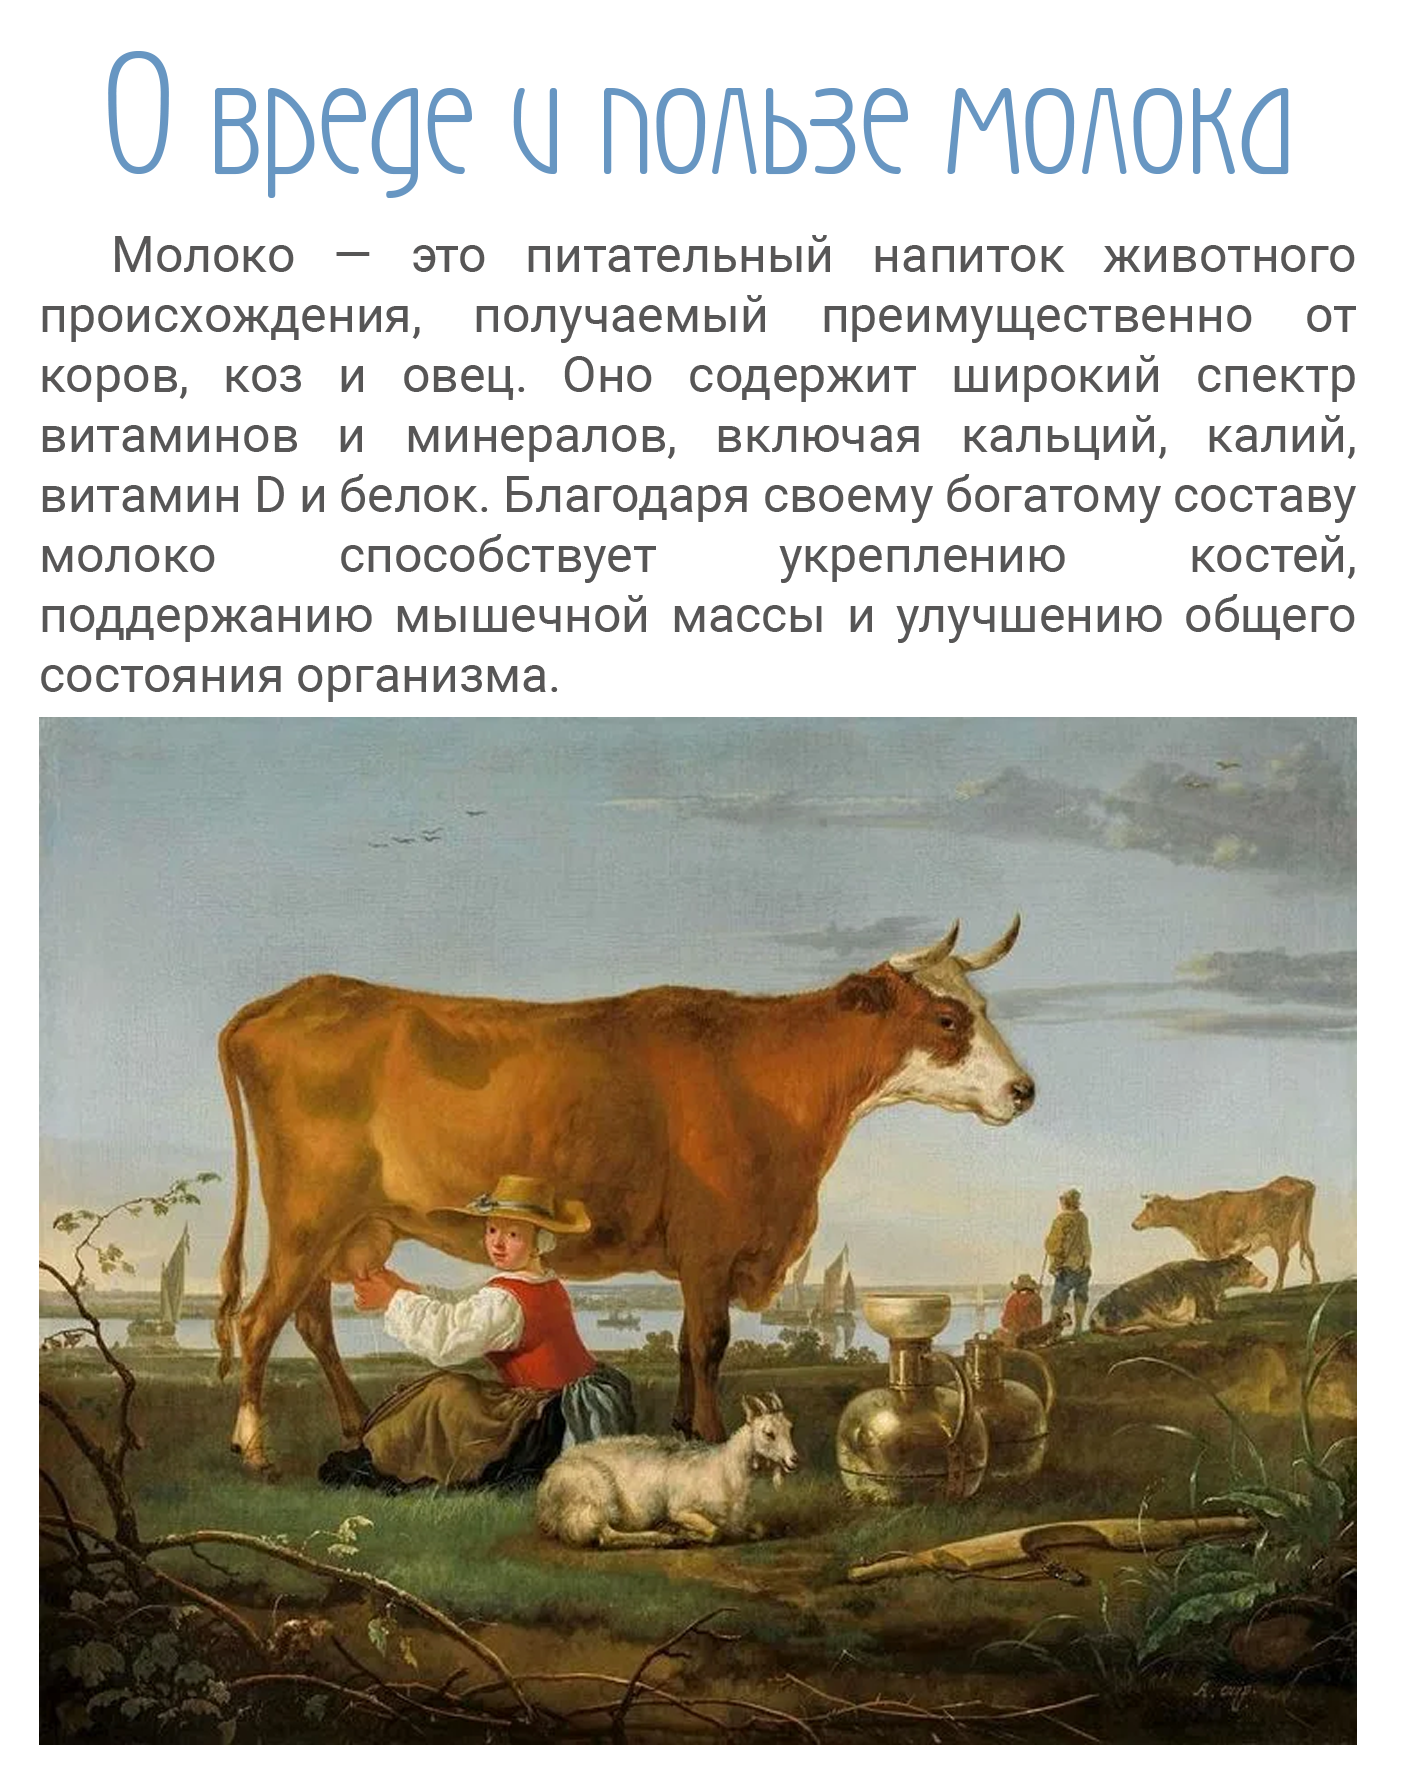 О вреде и пользе молока
Молоко — это питательный напиток животного
происхождения, получаемый преимущественно от
коров, коз и овец. Оно содержит широкий спектр
витаминов и минералов, включая кальций, калий,
витамин D и белок. Благодаря своему богатому составу
молоко способствует укреплению костей,
поддержанию мышечной массы и улучшению общего
состояния организма.